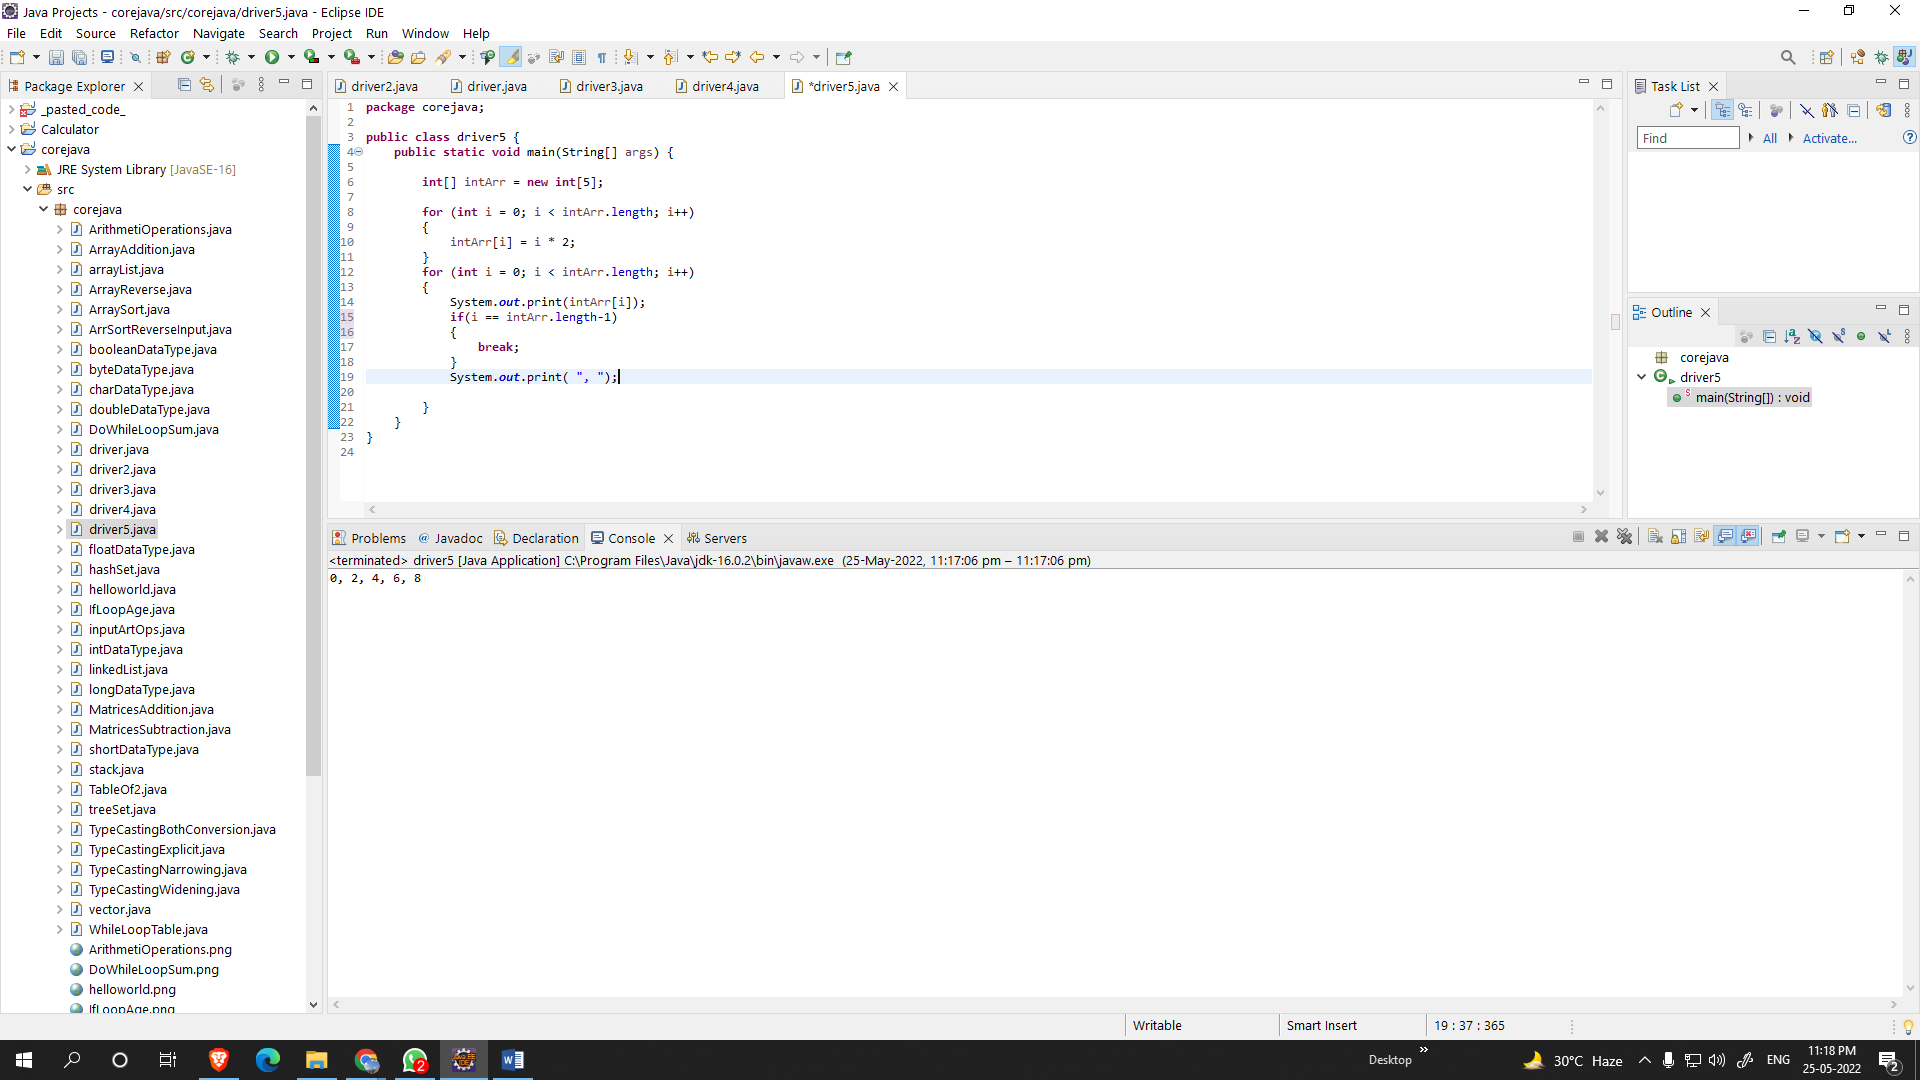 Java Projects - corejava/src/corejava/driver5.java - Eclipse IDE
File Edit Source Refactor Navigate Search Project Run Window Help
Package Explorer
_pasted_code_
Calculator
corejava
JRE System Library [JavaSE-16]
src
corejava
ArithmetiOperations.java
ArrayAddition.java
arrayList.java
ArrayReverse.java
ArraySort.java
ArrSortReverseInput.java
booleanDataType.java
byteDataType.java
charDataType.java
doubleDataType.java
DoWhileLoopSum.java
driver.java
driver2.java
driver3.java
driver4.java
driver5.java
floatDataType.java
hashSet.java
helloworld.java
IfLoopAge.java
inputArtOps.java
intDataType.java
linkedList.java
longDataType.java
MatricesAddition.java
MatricesSubtraction.java
shortDataType.java
stack.java
TableOf2.java
treeSet.java
TypeCastingBothConversion.java
TypeCastingExplicit.java
TypeCastingNarrowing.java
TypeCastingWidening.java
vector.java
WhileLoopTable.java
ArithmetiOperations.png
DoWhileLoopSum.png
helloworld.png
IfLoopAge.png
driver2.java driver.java driver3.java driver4.java *driver5.java
1 package corejava;
2
3 public class driver5 {
4 public static void main(String[] args) {
5
6 int[] intArr = new int[5];
7
8 for (int i = 0; i < intArr.length; i++)
9 {
10 intArr[i] = i * 2;
11 }
12 for (int i = 0; i < intArr.length; i++)
13 {
14 System.out.print(intArr[i]);
15 if(i == intArr.length-1)
16 {
17 break;
18 }
19 System.out.print( ", ");
20
21 }
22 }
23 }
24
Problems @ Javadoc Declaration Console Servers
<terminated> driver5 [Java Application] C:\Program Files\Java\jdk-16.0.2\bin\javaw.exe (25-May-2022, 11:17:06 pm – 11:17:06 pm)
0, 2, 4, 6, 8
Task List
Find All Activate...
Outline
corejava
driver5
main(String[]) : void
Writable Smart Insert 19 : 37 : 365
Desktop 30°C Haze ENG 11:18 PM
25-05-2022